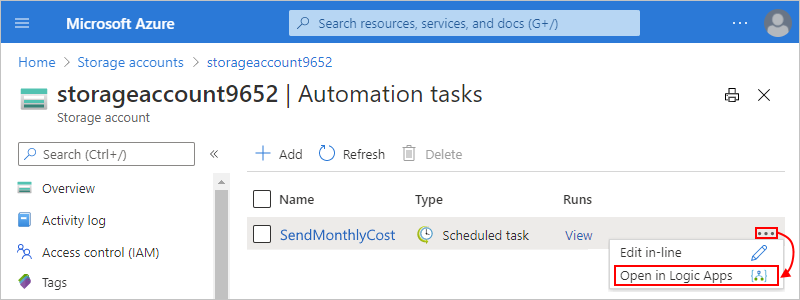 Microsoft Azure
Search resources, services, and docs (G+/)
Home > Storage accounts > storageaccount9652
storageaccount9652 | Automation tasks
Storage account
Search (Ctrl+/)
Add Refresh Delete
Overview
Activity log
Access control (IAM)
Tags
Name Type Runs
SendMonthlyCost Scheduled task View
Edit in-line
Open in Logic Apps